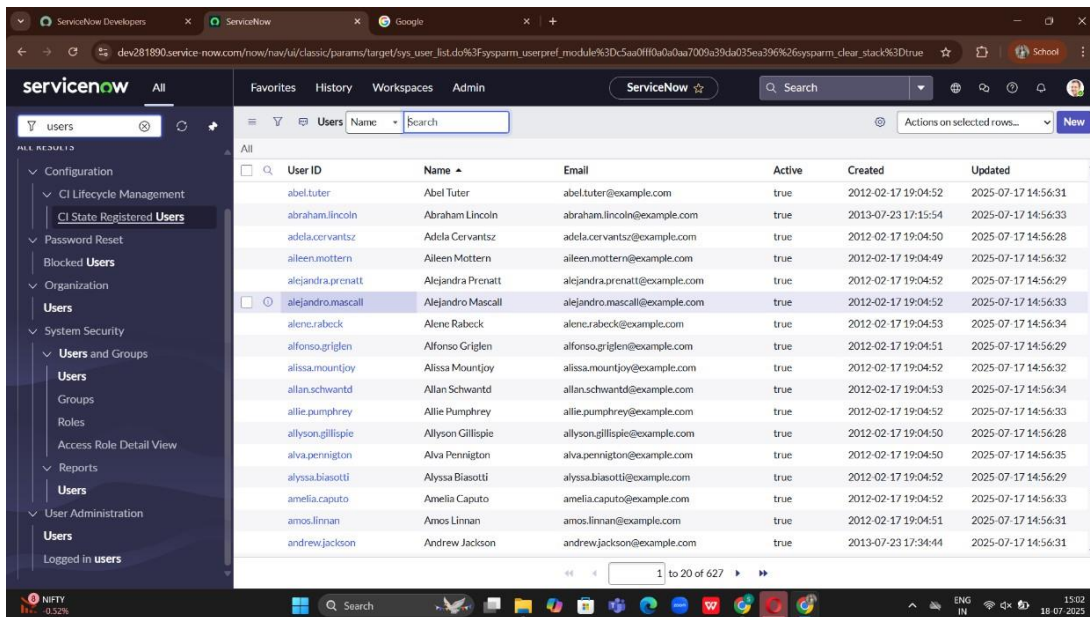 ServiceNow Developers
ServiceNow
Google
dev281890.service-now.com/now/nav/ui/classic/params/target/sys_user_list.do%3Fsysparm_userpref_module%3Dc5aa0fff0a0a0aa7009a39da035ea396%26sysparm_clear_stack%3Dtrue
School
servicenow All Favorites History Workspaces Admin ServiceNow Search
users
Users Name Search Actions on selected rows... New
ALL RESULTS
Configuration
CI Lifecycle Management
CI State Registered Users
Password Reset
Blocked Users
Organization
Users
System Security
Users and Groups
Users
Groups
Roles
Access Role Detail View
Reports
Users
User Administration
Users
Logged in users
All
User ID Name Email Active Created Updated
abel.tuter Abel Tuter abel.tuter@example.com true 2012-02-17 19:04:52 2025-07-17 14:56:31
abraham.lincoln Abraham Lincoln abraham.lincoln@example.com true 2013-07-23 17:15:54 2025-07-17 14:56:33
adela.cervantsz Adela Cervantsz adela.cervantsz@example.com true 2012-02-17 19:04:50 2025-07-17 14:56:28
aileen.mottern Aileen Mottern aileen.mottern@example.com true 2012-02-17 19:04:49 2025-07-17 14:56:32
alejandra.prenatt Alejandra Prenatt alejandra.prenatt@example.com true 2012-02-17 19:04:52 2025-07-17 14:56:29
alejandro.mascall Alejandro Mascall alejandro.mascall@example.com true 2012-02-17 19:04:52 2025-07-17 14:56:33
alene.rabeck Alene Rabeck alene.rabeck@example.com true 2012-02-17 19:04:53 2025-07-17 14:56:34
alfonso.griglen Alfonso Griglen alfonso.griglen@example.com true 2012-02-17 19:04:51 2025-07-17 14:56:29
alissa.mountjoy Alissa Mountjoy alissa.mountjoy@example.com true 2012-02-17 19:04:52 2025-07-17 14:56:32
allan.schwantd Allan Schwantd allan.schwantd@example.com true 2012-02-17 19:04:53 2025-07-17 14:56:34
allie.pumphrey Allie Pumphrey allie.pumphrey@example.com true 2012-02-17 19:04:52 2025-07-17 14:56:33
allyson.gillispie Allyson Gillispie allyson.gillispie@example.com true 2012-02-17 19:04:50 2025-07-17 14:56:28
alva.pennigton Alva Pennigton alva.pennigton@example.com true 2012-02-17 19:04:50 2025-07-17 14:56:35
alyssa.biasotti Alyssa Biasotti alyssa.biasotti@example.com true 2012-02-17 19:04:52 2025-07-17 14:56:29
amelia.caputo Amelia Caputo amelia.caputo@example.com true 2012-02-17 19:04:52 2025-07-17 14:56:33
amos.linnan Amos Linnan amos.linnan@example.com true 2012-02-17 19:04:51 2025-07-17 14:56:31
andrew.jackson Andrew Jackson andrew.jackson@example.com true 2013-07-23 17:34:44 2025-07-17 14:56:31
1 to 20 of 627
8 NIFTY
-0.52%
Search
ENG
IN
15:02
18-07-2025